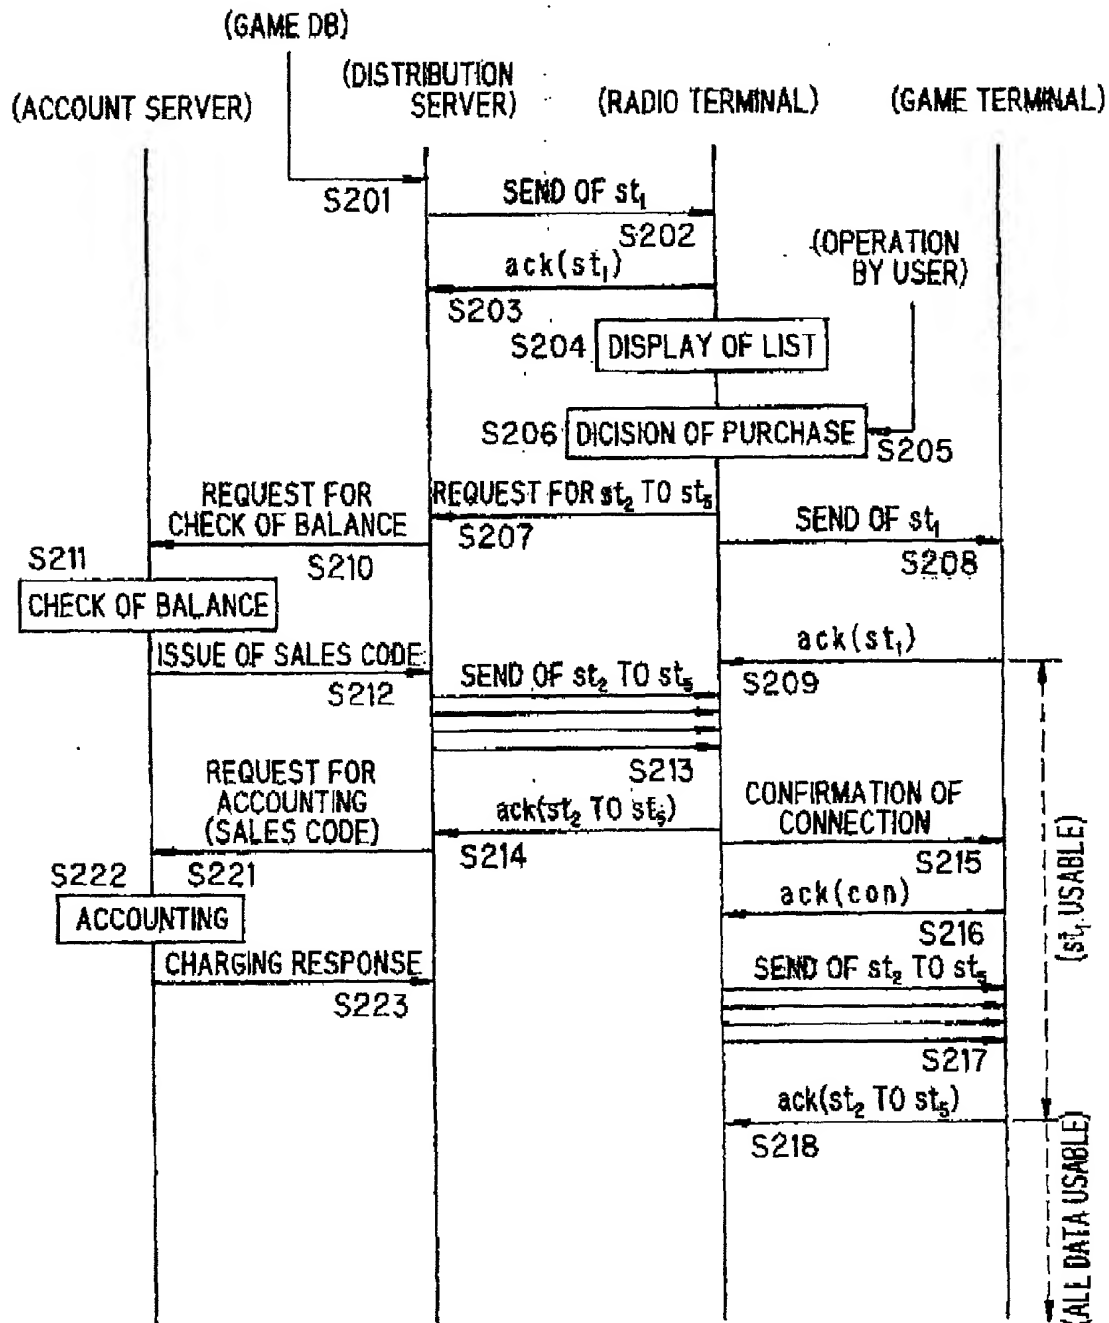 (GAME DB)
(DISTRIBUTION
SERVER)
(ACCOUNT SERVER)
(RADIO TERMINAL)
(GAME TERMINAL)
S201
SEND OF st₁
S202
(OPERATION
BY USER)
ack(st₁)
S203
S204
DISPLAY OF LIST
S206
DICISION OF PURCHASE
S205
REQUEST FOR
CHECK OF BALANCE
REQUEST FOR st₂ TO st₅
S207
SEND OF st₁
S208
S210
S211
CHECK OF BALANCE
ISSUE OF SALES CODE
S212
ack(st₁)
S209
SEND OF st₂ TO st₅
S213
REQUEST FOR
ACCOUNTING
(SALES CODE)
ack(st₂ TO st₅)
S214
CONFIRMATION OF
CONNECTION
S215
S222
S221
ACCOUNTING
ack(con)
S216
CHARGING RESPONSE
S223
SEND OF st₂ TO st₅
S217
ack(st₂ TO st₅)
S218
(st₁ USABLE)
(ALL DATA USABLE)